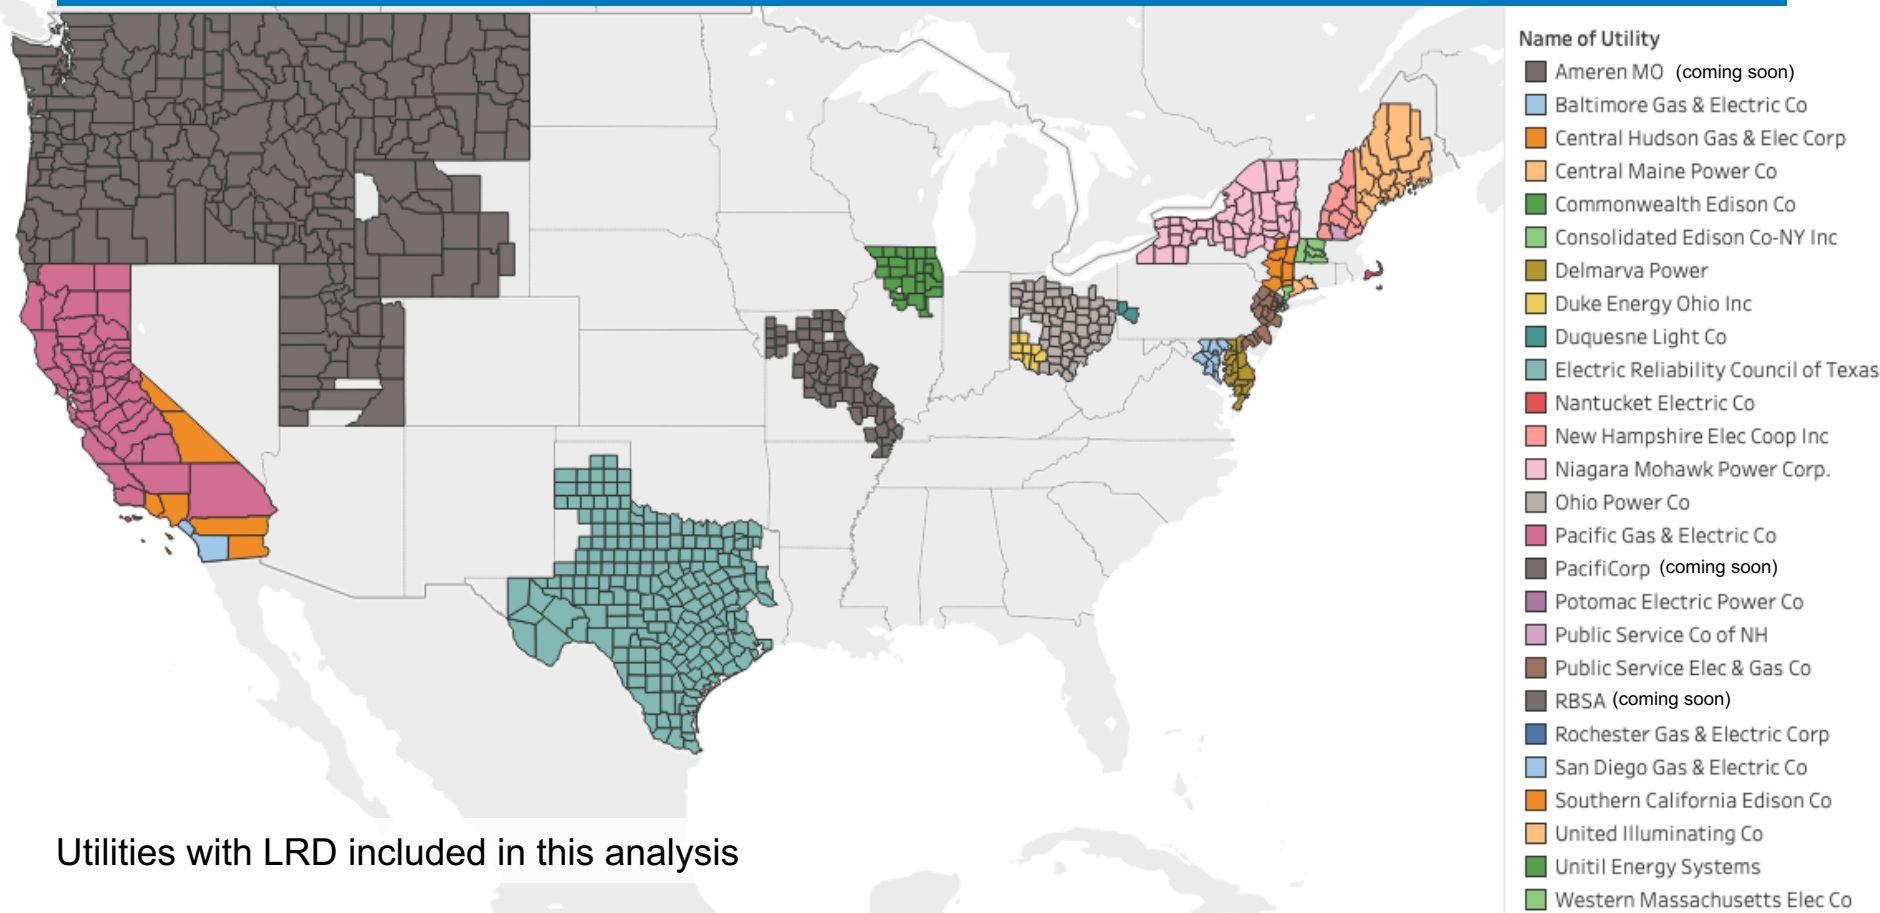 Name of Utility
Ameren MO (coming soon)
Baltimore Gas & Electric Co
Central Hudson Gas & Elec Corp
Central Maine Power Co
Commonwealth Edison Co
Consolidated Edison Co-NY Inc
Delmarva Power
Duke Energy Ohio Inc
Duquesne Light Co
Electric Reliability Council of Texas
Nantucket Electric Co
New Hampshire Elec Coop Inc
Niagara Mohawk Power Corp.
Ohio Power Co
Pacific Gas & Electric Co
PacifiCorp (coming soon)
Potomac Electric Power Co
Public Service Co of NH
Public Service Elec & Gas Co
RBSA (coming soon)
Rochester Gas & Electric Corp
San Diego Gas & Electric Co
Southern California Edison Co
United Illuminating Co
Unitil Energy Systems
Western Massachusetts Elec Co
Utilities with LRD included in this analysis